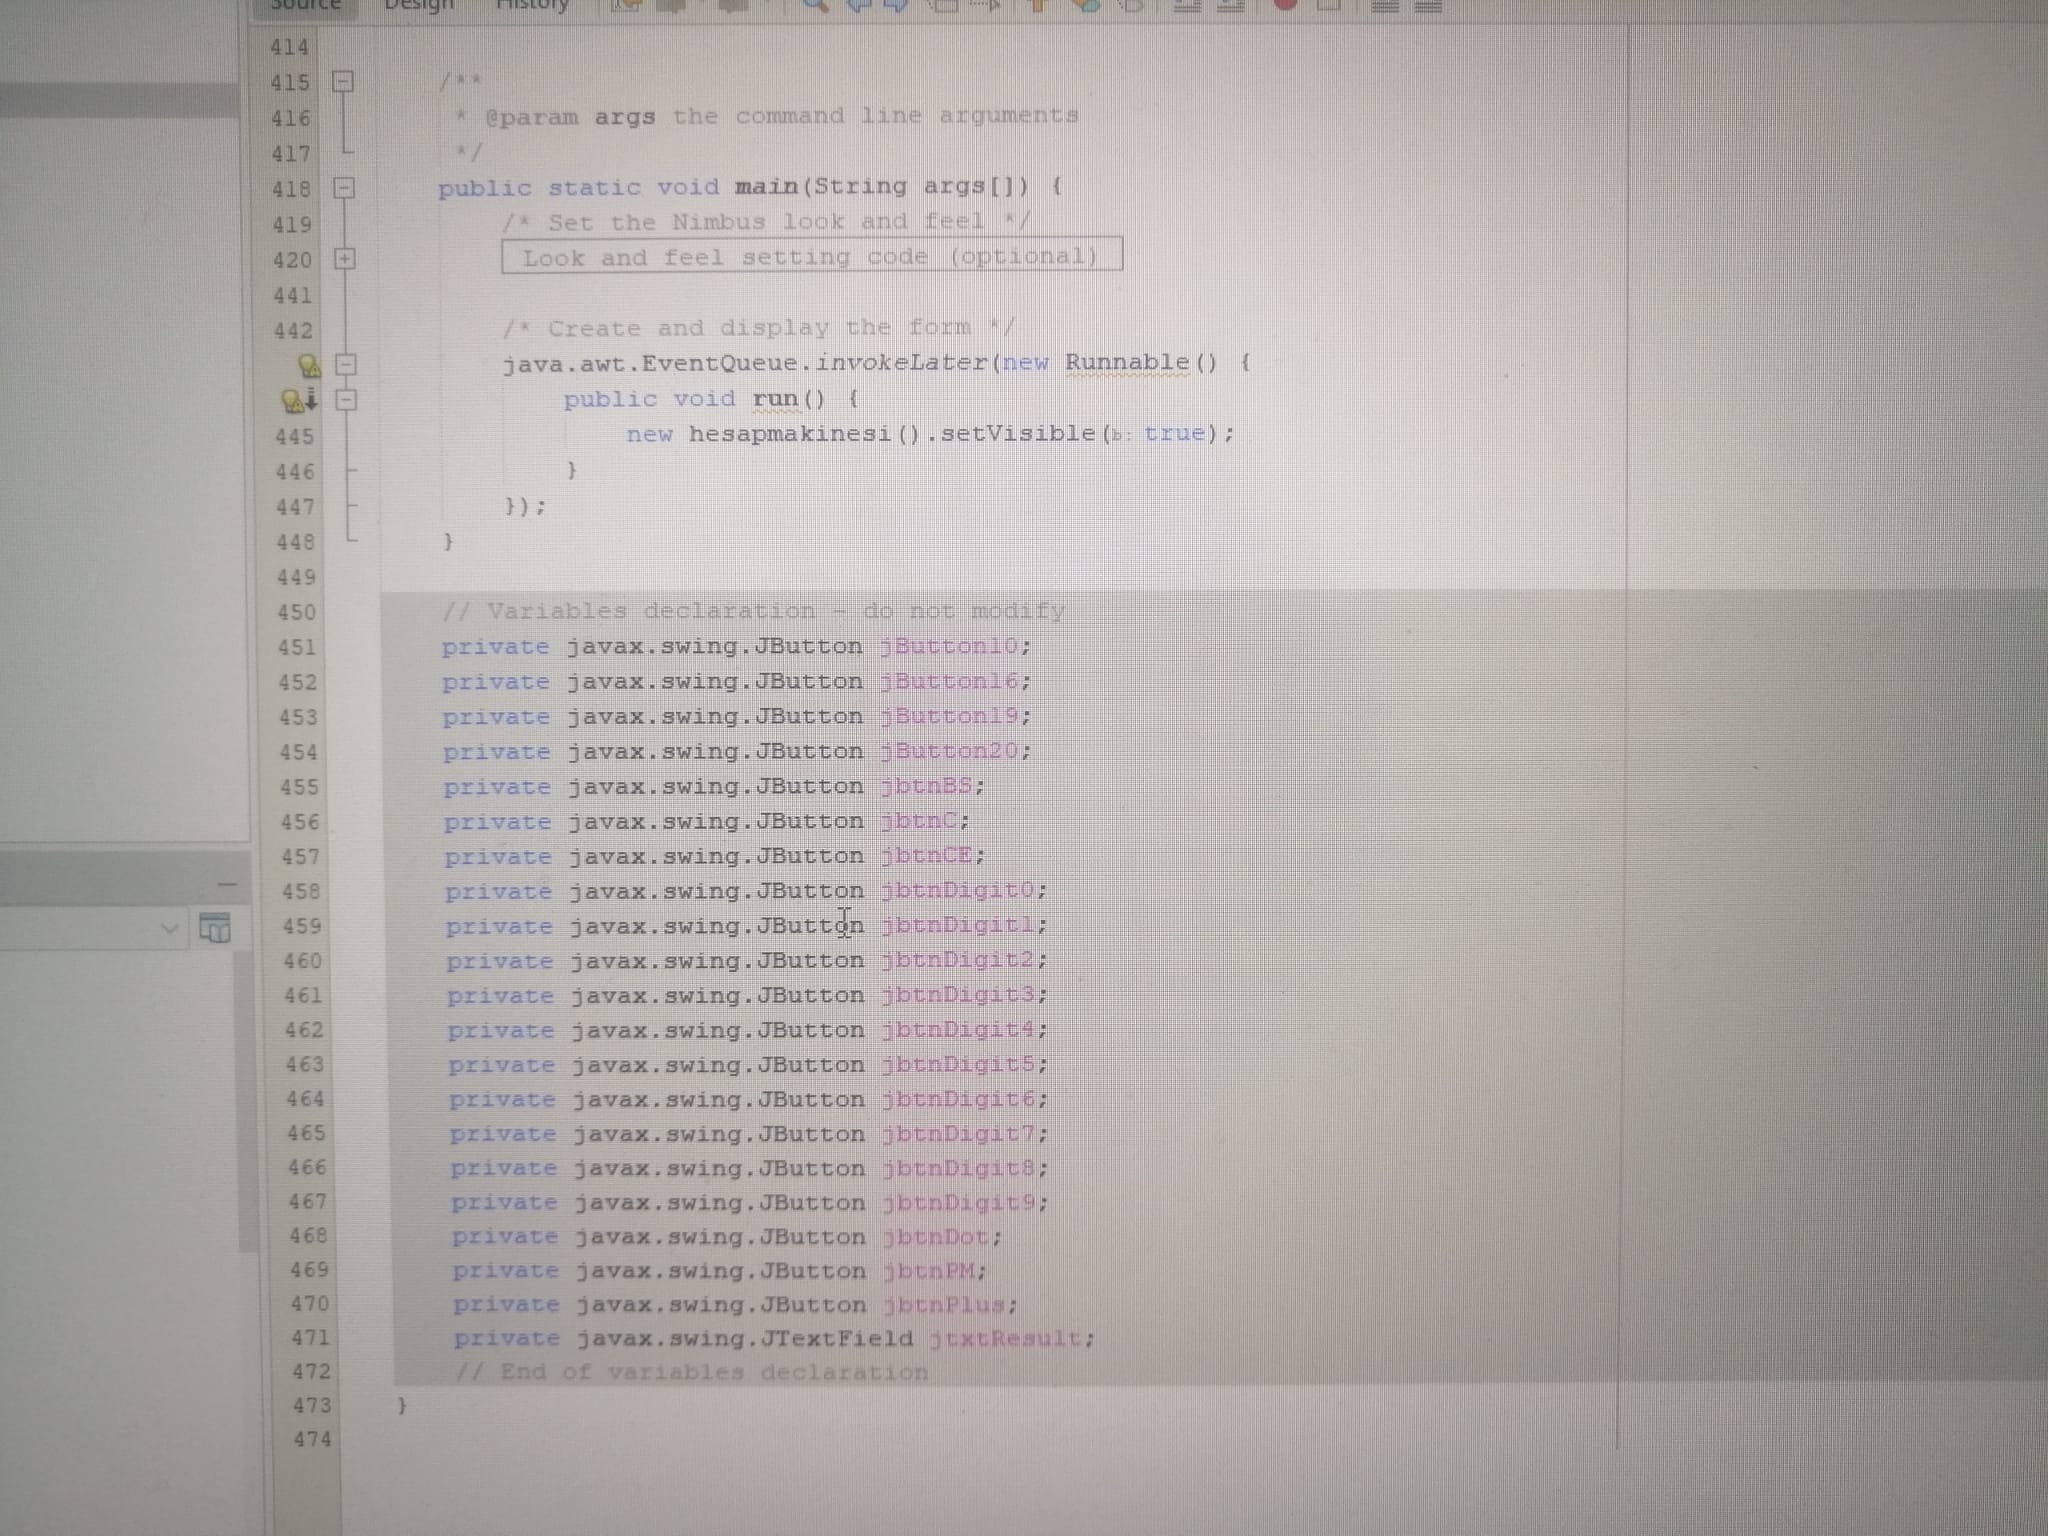 Source Design History
414
415 /**
416 * @param args the command line arguments
417 */
418 public static void main(String args[]) {
419 /* Set the Nimbus look and feel */
420 Look and feel setting code (optional)
441
442 /* Create and display the form */
java.awt.EventQueue.invokeLater(new Runnable() {
public void run() {
445 new hesapmakinesi().setVisible(b: true);
446 }
447 });
448 }
449
450 // Variables declaration - do not modify
451 private javax.swing.JButton jButton10;
452 private javax.swing.JButton jButton16;
453 private javax.swing.JButton jButton19;
454 private javax.swing.JButton jButton20;
455 private javax.swing.JButton jbtnBS;
456 private javax.swing.JButton jbtnC;
457 private javax.swing.JButton jbtnCE;
458 private javax.swing.JButton jbtnDigit0;
459 private javax.swing.JButton jbtnDigit1;
460 private javax.swing.JButton jbtnDigit2;
461 private javax.swing.JButton jbtnDigit3;
462 private javax.swing.JButton jbtnDigit4;
463 private javax.swing.JButton jbtnDigit5;
464 private javax.swing.JButton jbtnDigit6;
465 private javax.swing.JButton jbtnDigit7;
466 private javax.swing.JButton jbtnDigit8;
467 private javax.swing.JButton jbtnDigit9;
468 private javax.swing.JButton jbtnDot;
469 private javax.swing.JButton jbtnPM;
470 private javax.swing.JButton jbtnPlus;
471 private javax.swing.JTextField jtxtResult;
472 // End of variables declaration
473 }
474